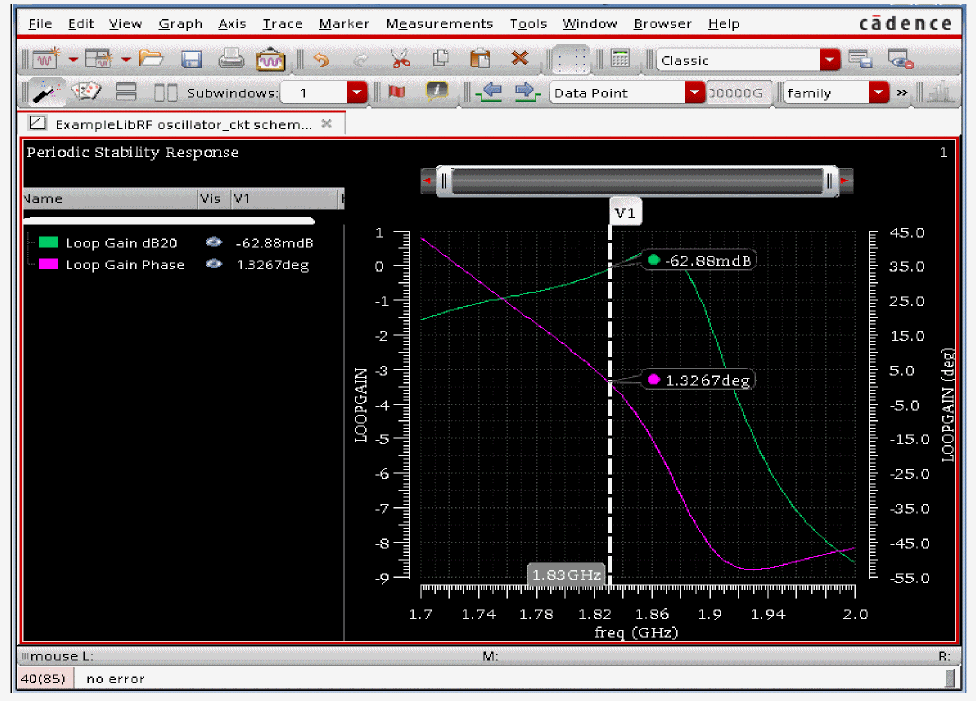 File Edit View Graph Axis Trace Marker Measurements Tools Window Browser Help cādence
Classic
Subwindows: 1 Data Point 00000G family »
ExampleLibRF oscillator_ckt schem...
Periodic Stability Response 1
Name Vis V1
Loop Gain dB20 -62.88mdB
Loop Gain Phase 1.3267deg
V1
1 45.0
0 -62.88mdB 35.0
-1 25.0
-2 15.0
-3 1.3267deg 5.0
-4 -5.0
-5 -15.0
-6 -25.0
-7 -35.0
-8 -45.0
-9 -55.0
LOOPGAIN
LOOPGAIN (deg)
1.83GHz
1.7 1.74 1.78 1.82 1.86 1.9 1.94 2.0
freq (GHz)
mouse L: M: R:
40(85) no error